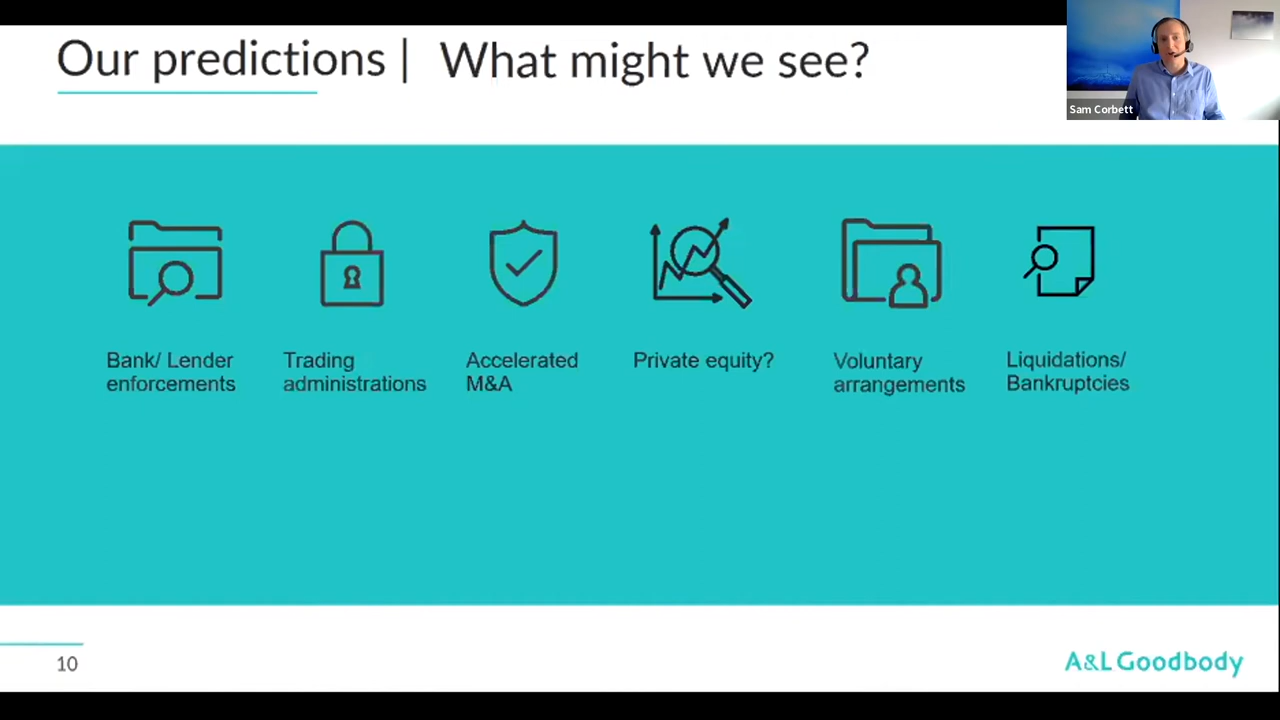 Our predictions | What might we see?
Sam Corbett
Bank/ Lender
enforcements
Trading
administrations
Accelerated
M&A
Private equity?
Voluntary
arrangements
Liquidations/
Bankruptcies
10
A&L Goodbody